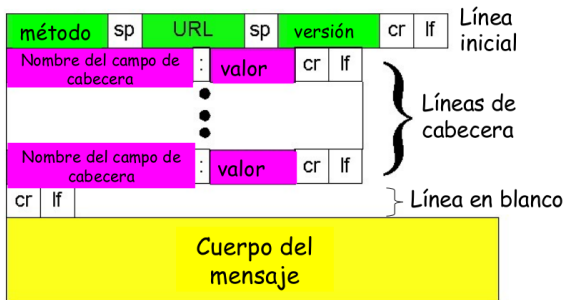 método sp URL sp versión cr lf Línea inicial
Nombre del campo de cabecera : valor cr lf
Líneas de cabecera
Nombre del campo de cabecera : valor cr lf
cr lf Línea en blanco
Cuerpo del
mensaje